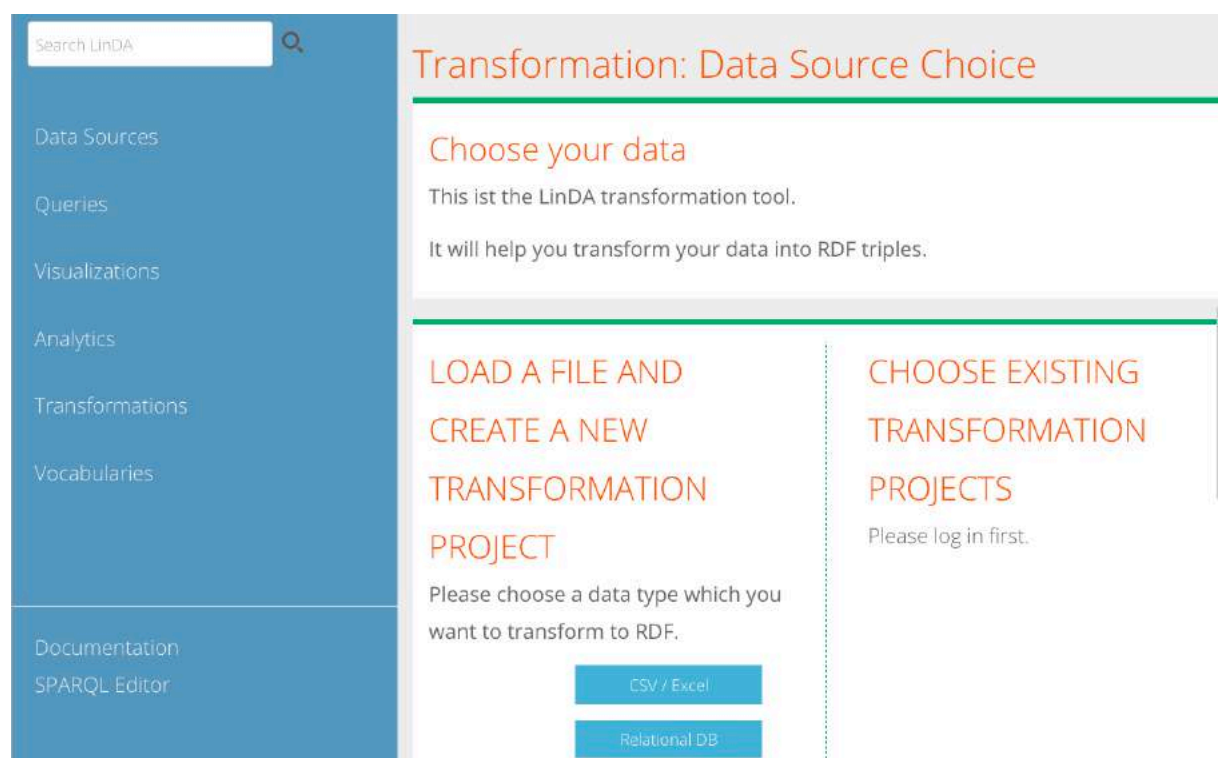 Search LinDA
Data Sources
Queries
Visualizations
Analytics
Transformations
Vocabularies
Documentation
SPARQL Editor
Transformation: Data Source Choice
Choose your data
This ist the LinDA transformation tool.
It will help you transform your data into RDF triples.
LOAD A FILE AND
CREATE A NEW
TRANSFORMATION
PROJECT
Please choose a data type which you
want to transform to RDF.
CSV / Excel
Relational DB
CHOOSE EXISTING
TRANSFORMATION
PROJECTS
Please log in first.